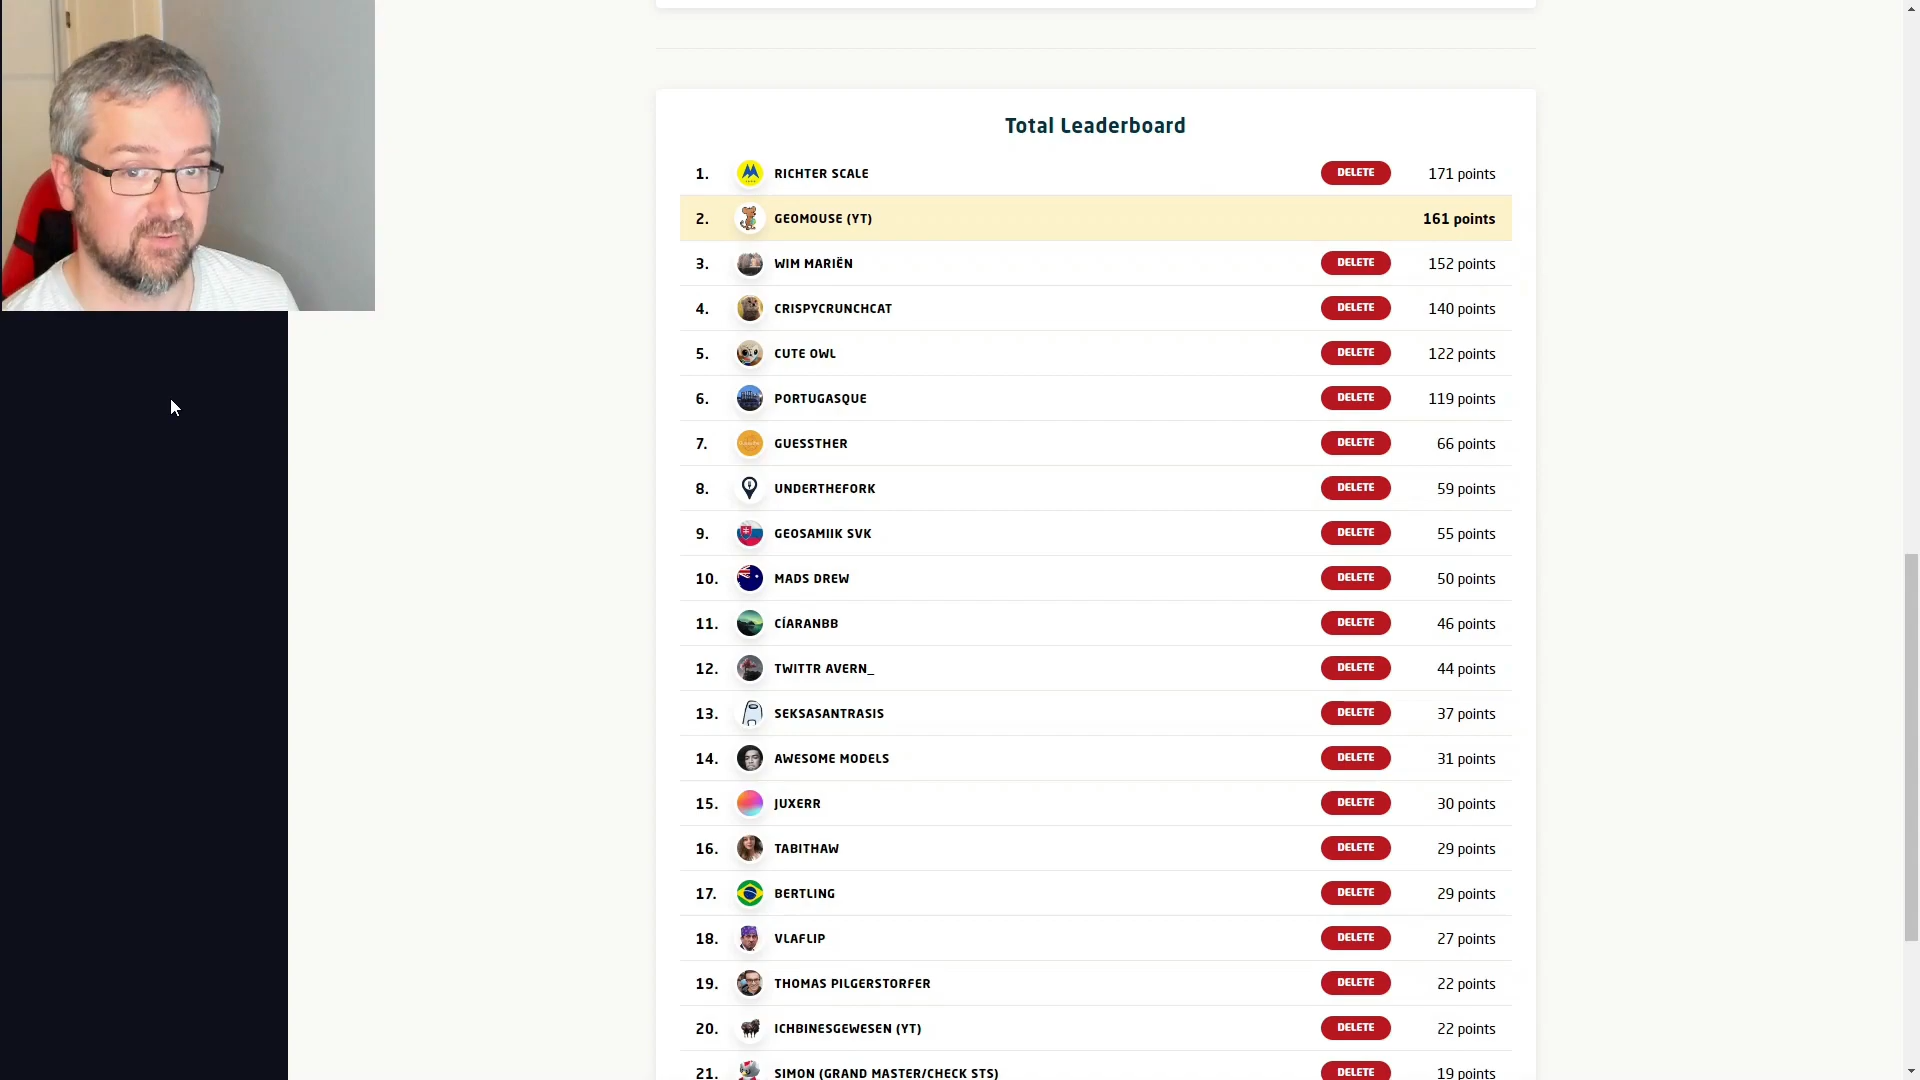 Total Leaderboard
1. RICHTER SCALE DELETE 171 points
2. GEOMOUSE (YT) 161 points
3. WIM MARIËN DELETE 152 points
4. CRISPYCRUNCHCAT DELETE 140 points
5. CUTE OWL DELETE 122 points
6. PORTUGASQUE DELETE 119 points
7. GUESSTHER DELETE 66 points
8. UNDERTHEFORK DELETE 59 points
9. GEOSAMIIK SVK DELETE 55 points
10. MADS DREW DELETE 50 points
11. CÍARANBB DELETE 46 points
12. TWITTR AVERN_ DELETE 44 points
13. SEKSASANTRASIS DELETE 37 points
14. AWESOME MODELS DELETE 31 points
15. JUXERR DELETE 30 points
16. TABITHAW DELETE 29 points
17. BERTLING DELETE 29 points
18. VLAFLIP DELETE 27 points
19. THOMAS PILGERSTORFER DELETE 22 points
20. ICHBINESGEWESEN (YT) DELETE 22 points
21. SIMON (GRAND MASTER/CHECK STS) DELETE 19 points